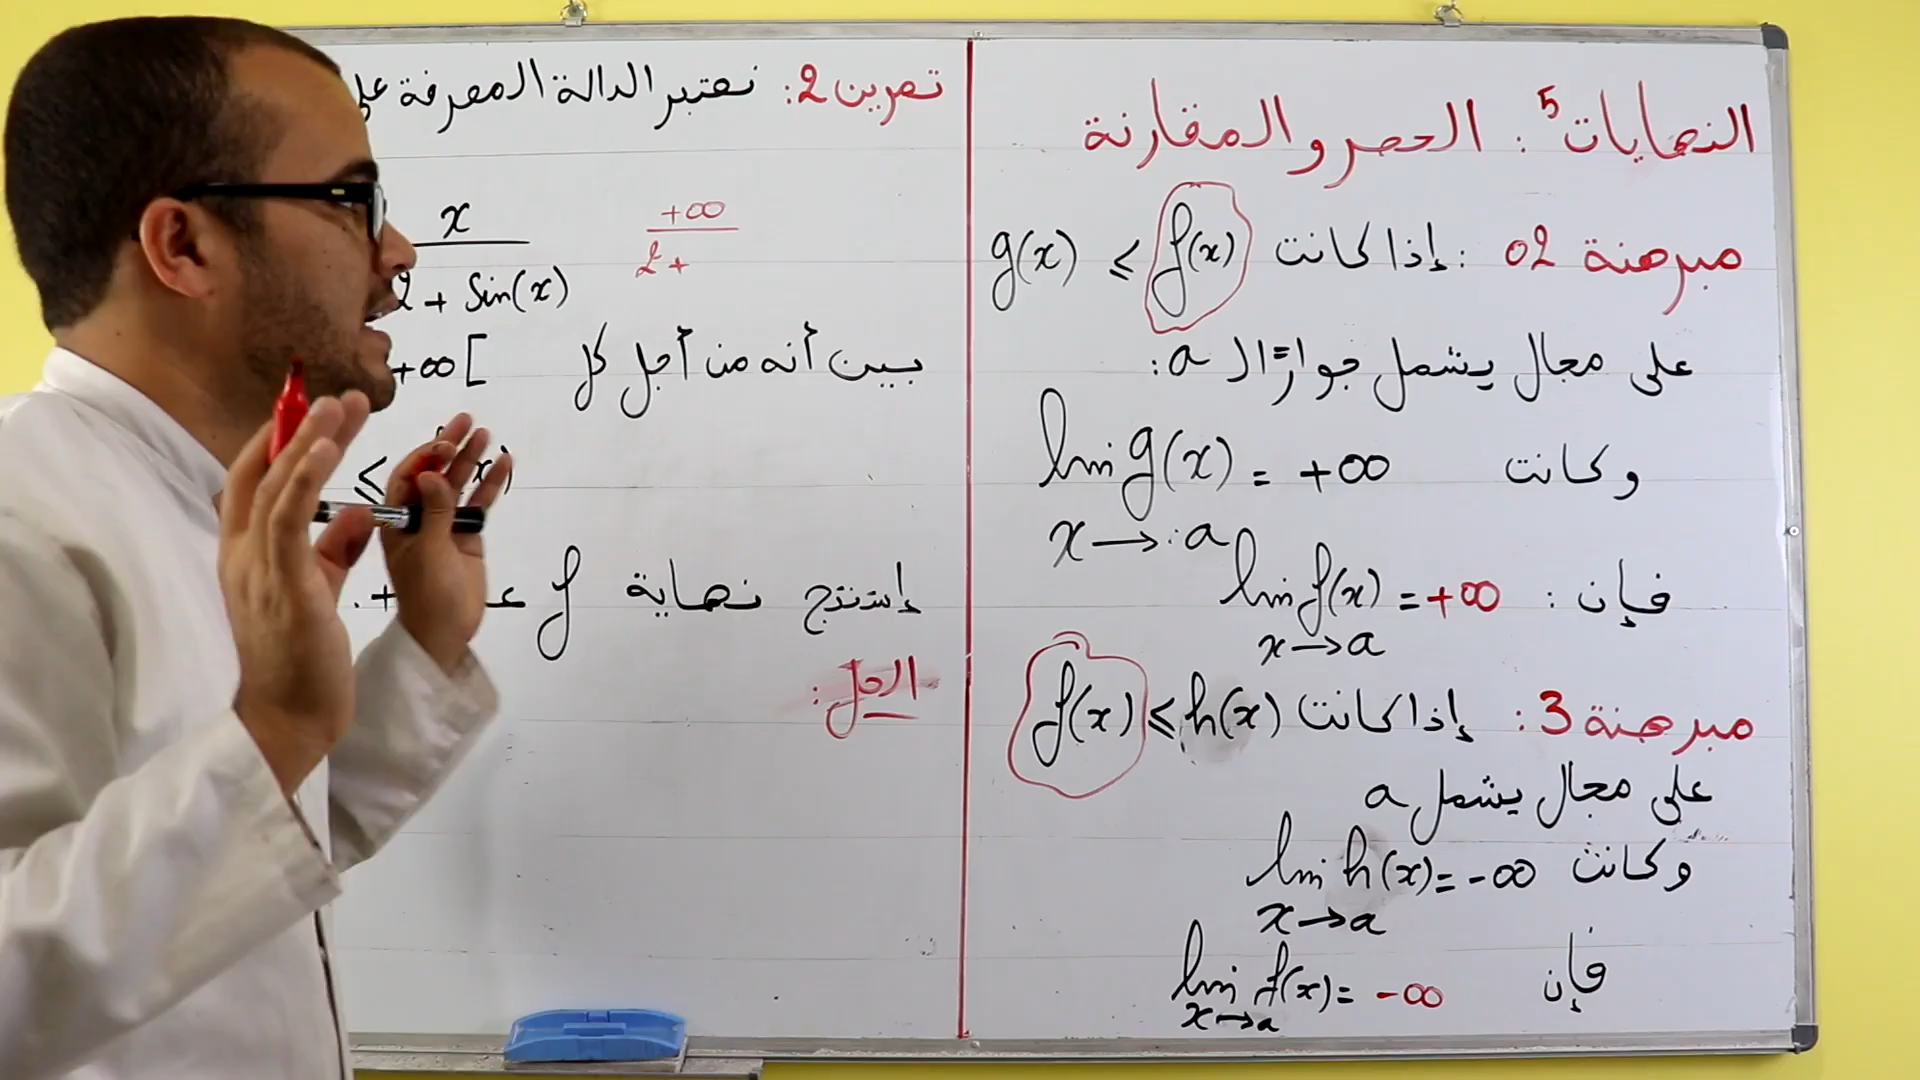 النهايات 5 : الحصر والمقارنة
مبرهنة 02 : إذا كانت g(x) ⩽ f(x)
على مجال يشمل جوار الـ a :
وكانت lim g(x) = +∞
x → a
فإن : lim f(x) = +∞
x → a
مبرهنة 3 : إذا كانت f(x) ⩽ h(x)
على مجال يشمل a
وكانت lim h(x) = -∞
x → a
فإن lim f(x) = -∞
x → a
تمرين 2 : نعتبر الدالة المعرفة على
x
2 + Sin(x)
+∞
2 +
بين أنه من أجل كل +∞[
⩽ x)
إستنتج نهاية f +
الحل :